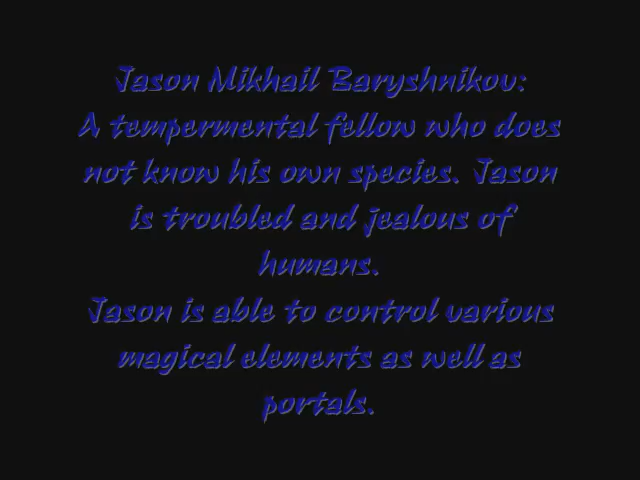 Jason Mikhail Baryshnikov:
A tempermental fellow who does
not know his own species. Jason
is troubled and jealous of
humans.
Jason is able to control various
magical elements as well as
portals.